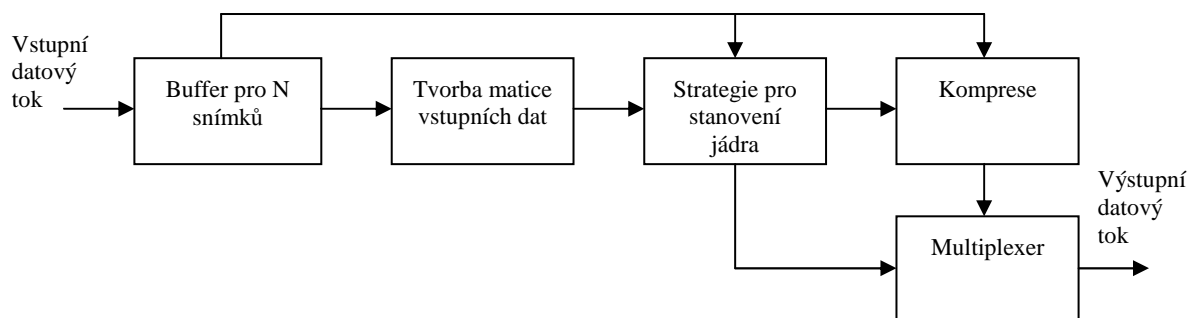 Vstupní
datový
tok
Buffer pro N
snímků
Tvorba matice
vstupních dat
Strategie pro
stanovení
jádra
Komprese
Multiplexer
Výstupní
datový
tok